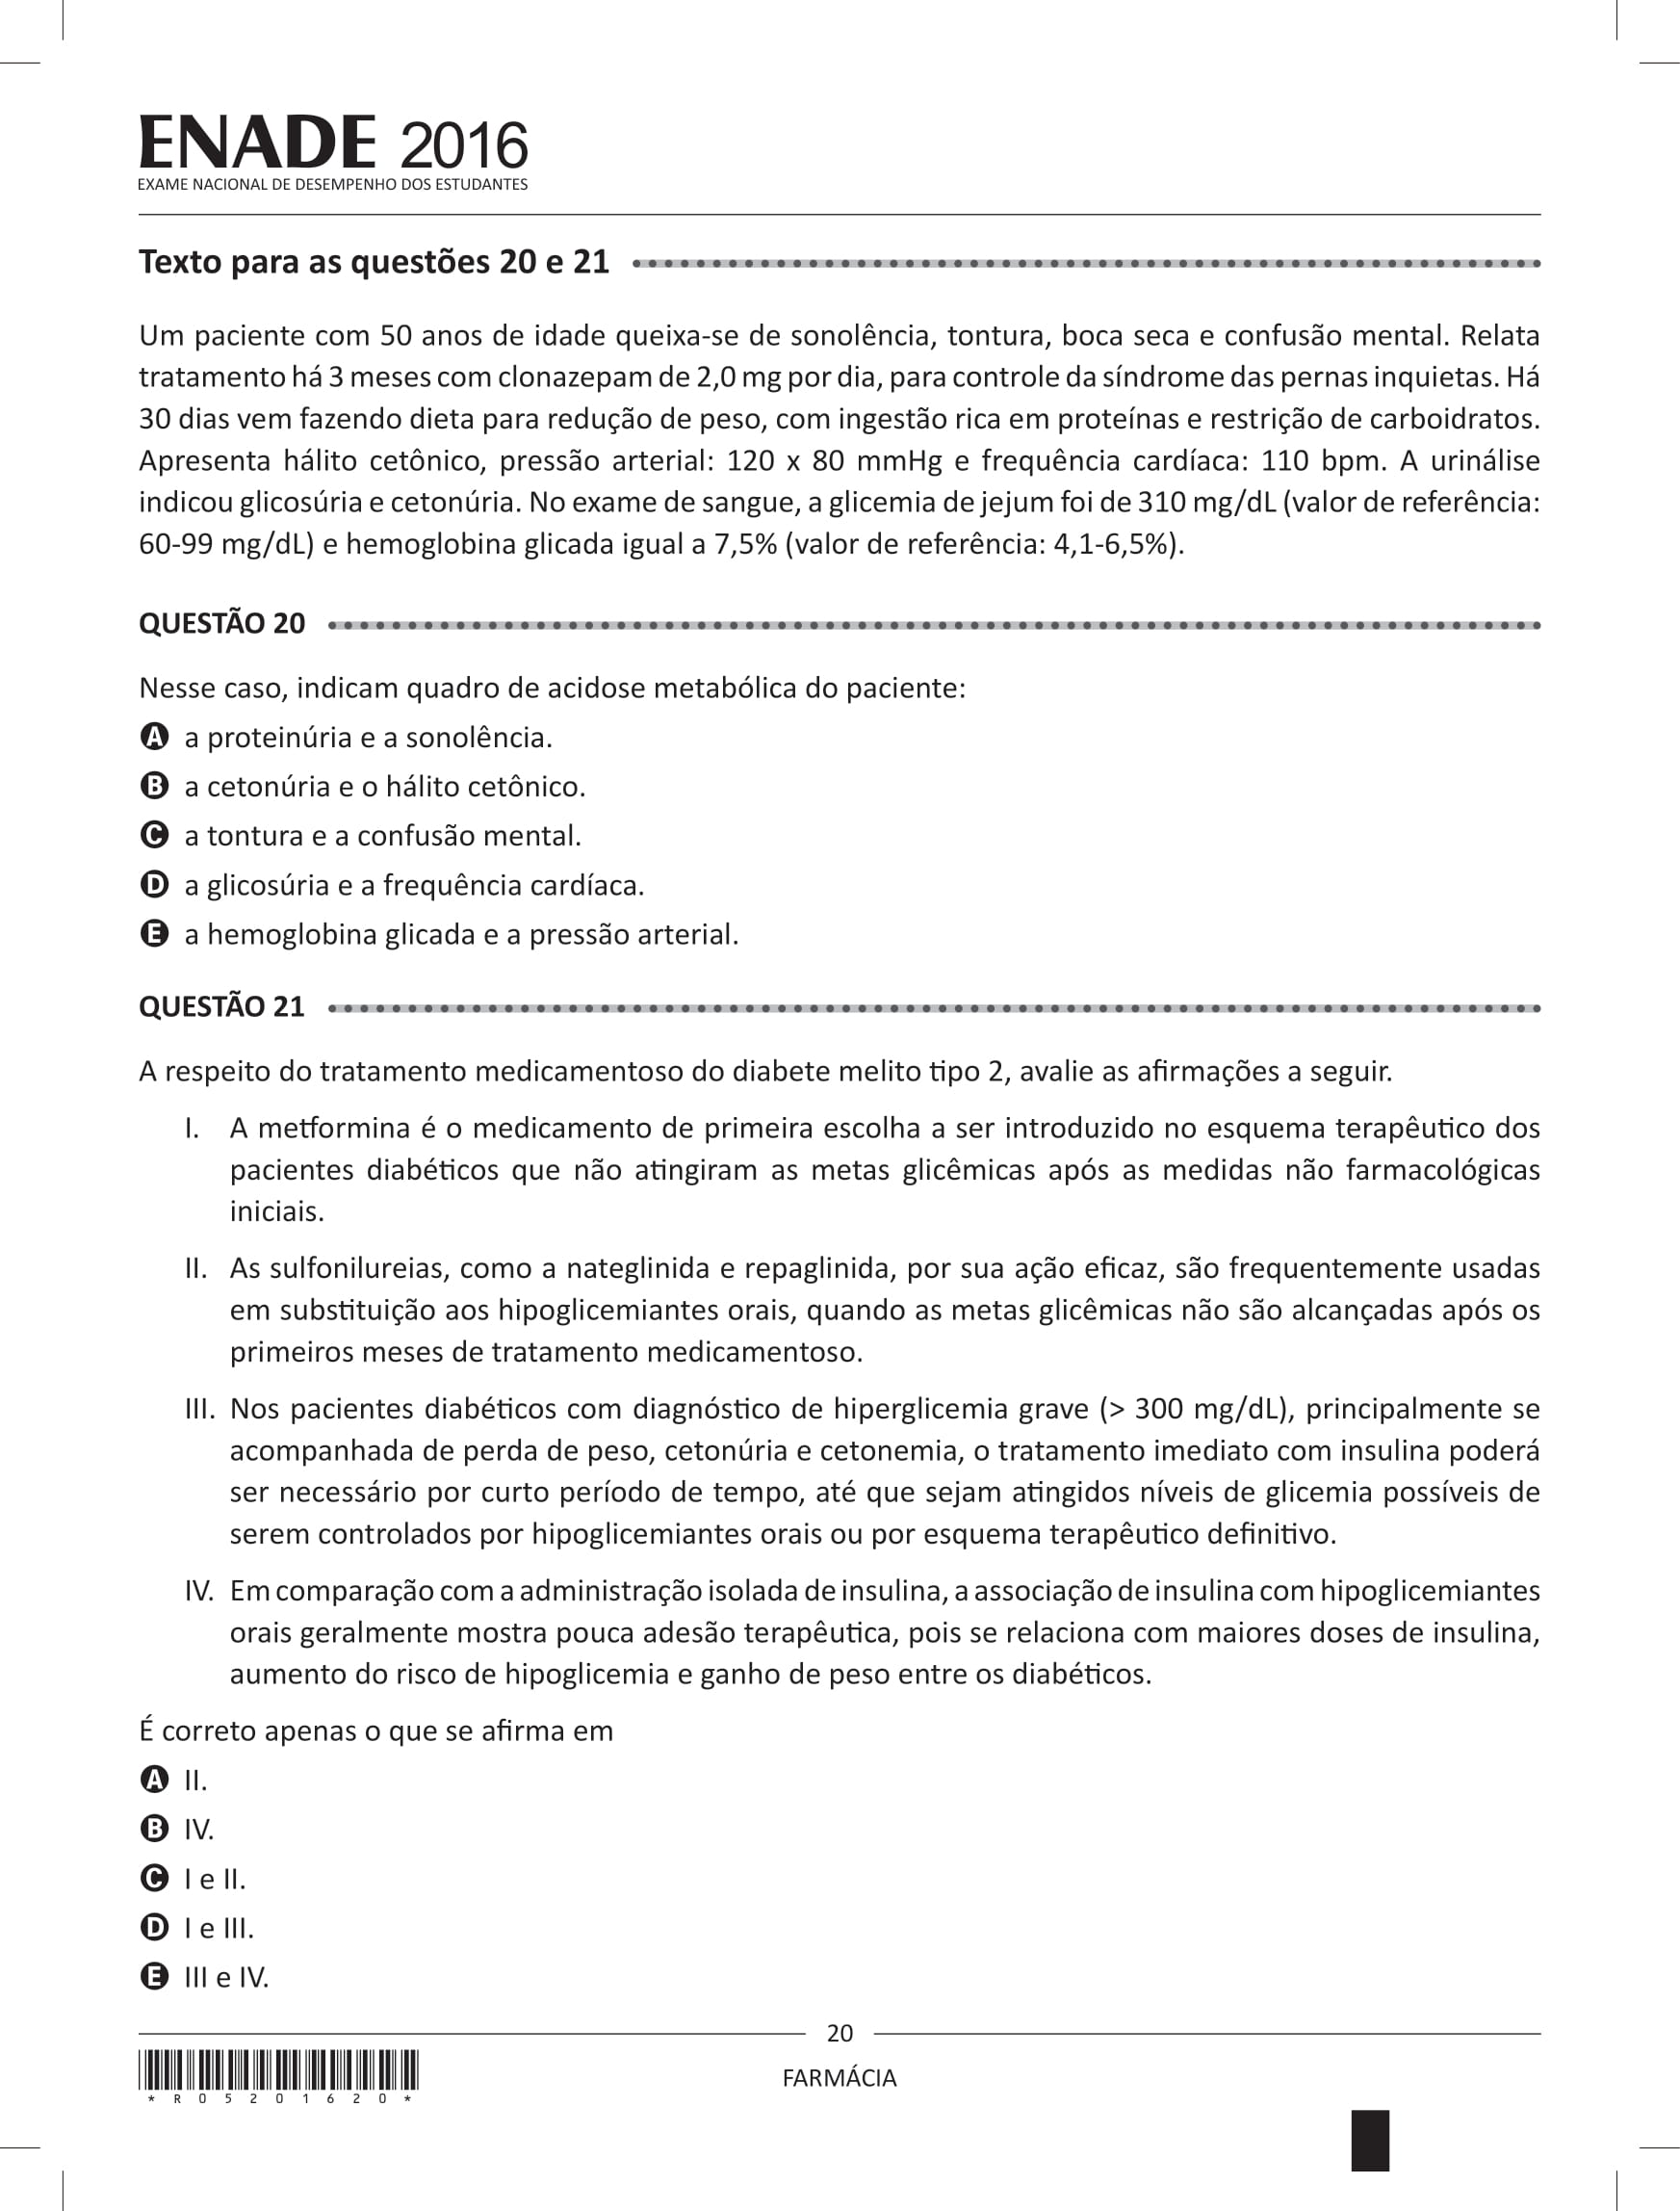 ENADE 2016
EXAME NACIONAL DE DESEMPENHO DOS ESTUDANTES
Texto para as questões 20 e 21
Um paciente com 50 anos de idade queixa-se de sonolência, tontura, boca seca e confusão mental. Relata
tratamento há 3 meses com clonazepam de 2,0 mg por dia, para controle da síndrome das pernas inquietas. Há
30 dias vem fazendo dieta para redução de peso, com ingestão rica em proteínas e restrição de carboidratos.
Apresenta hálito cetônico, pressão arterial: 120 x 80 mmHg e frequência cardíaca: 110 bpm. A urinálise
indicou glicosúria e cetonúria. No exame de sangue, a glicemia de jejum foi de 310 mg/dL (valor de referência:
60-99 mg/dL) e hemoglobina glicada igual a 7,5% (valor de referência: 4,1-6,5%).
QUESTÃO 20
Nesse caso, indicam quadro de acidose metabólica do paciente:
A a proteinúria e a sonolência.
B a cetonúria e o hálito cetônico.
C a tontura e a confusão mental.
D a glicosúria e a frequência cardíaca.
E a hemoglobina glicada e a pressão arterial.
QUESTÃO 21
A respeito do tratamento medicamentoso do diabete melito tipo 2, avalie as afirmações a seguir.
I. A metformina é o medicamento de primeira escolha a ser introduzido no esquema terapêutico dos
pacientes diabéticos que não atingiram as metas glicêmicas após as medidas não farmacológicas
iniciais.
II. As sulfonilureias, como a nateglinida e repaglinida, por sua ação eficaz, são frequentemente usadas
em substituição aos hipoglicemiantes orais, quando as metas glicêmicas não são alcançadas após os
primeiros meses de tratamento medicamentoso.
III. Nos pacientes diabéticos com diagnóstico de hiperglicemia grave (> 300 mg/dL), principalmente se
acompanhada de perda de peso, cetonúria e cetonemia, o tratamento imediato com insulina poderá
ser necessário por curto período de tempo, até que sejam atingidos níveis de glicemia possíveis de
serem controlados por hipoglicemiantes orais ou por esquema terapêutico definitivo.
IV. Em comparação com a administração isolada de insulina, a associação de insulina com hipoglicemiantes
orais geralmente mostra pouca adesão terapêutica, pois se relaciona com maiores doses de insulina,
aumento do risco de hipoglicemia e ganho de peso entre os diabéticos.
É correto apenas o que se afirma em
A II.
B IV.
C I e II.
D I e III.
E III e IV.
20
FARMÁCIA
* R 0 5 2 0 1 6 2 0 *